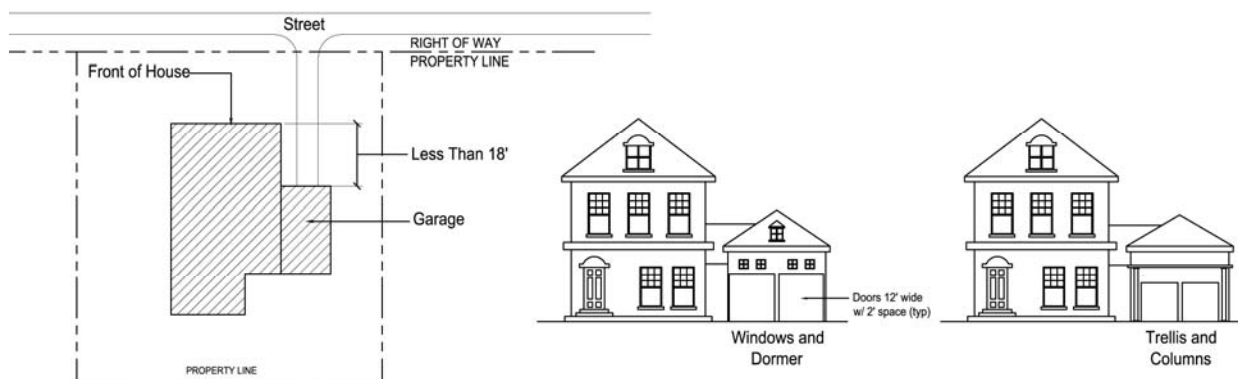 Street
RIGHT OF WAY
PROPERTY LINE
Front of House
Less Than 18'
Garage
PROPERTY LINE
Doors 12' wide
w/ 2' space (typ)
Windows and
Dormer
Trellis and
Columns